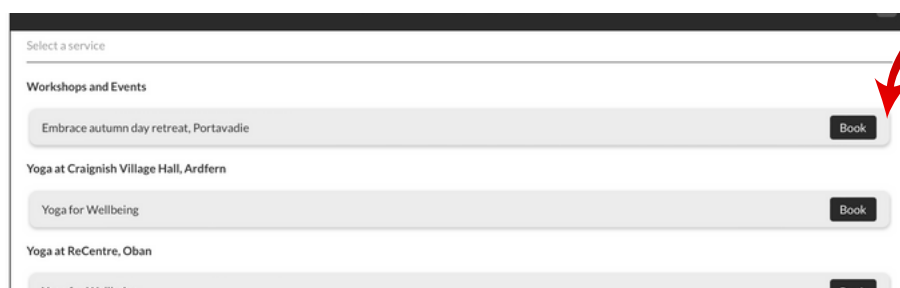 Select a service
Workshops and Events
Embrace autumn day retreat, Portavadie
Book
Yoga at Craignish Village Hall, Ardfern
Yoga for Wellbeing
Book
Yoga at ReCentre, Oban